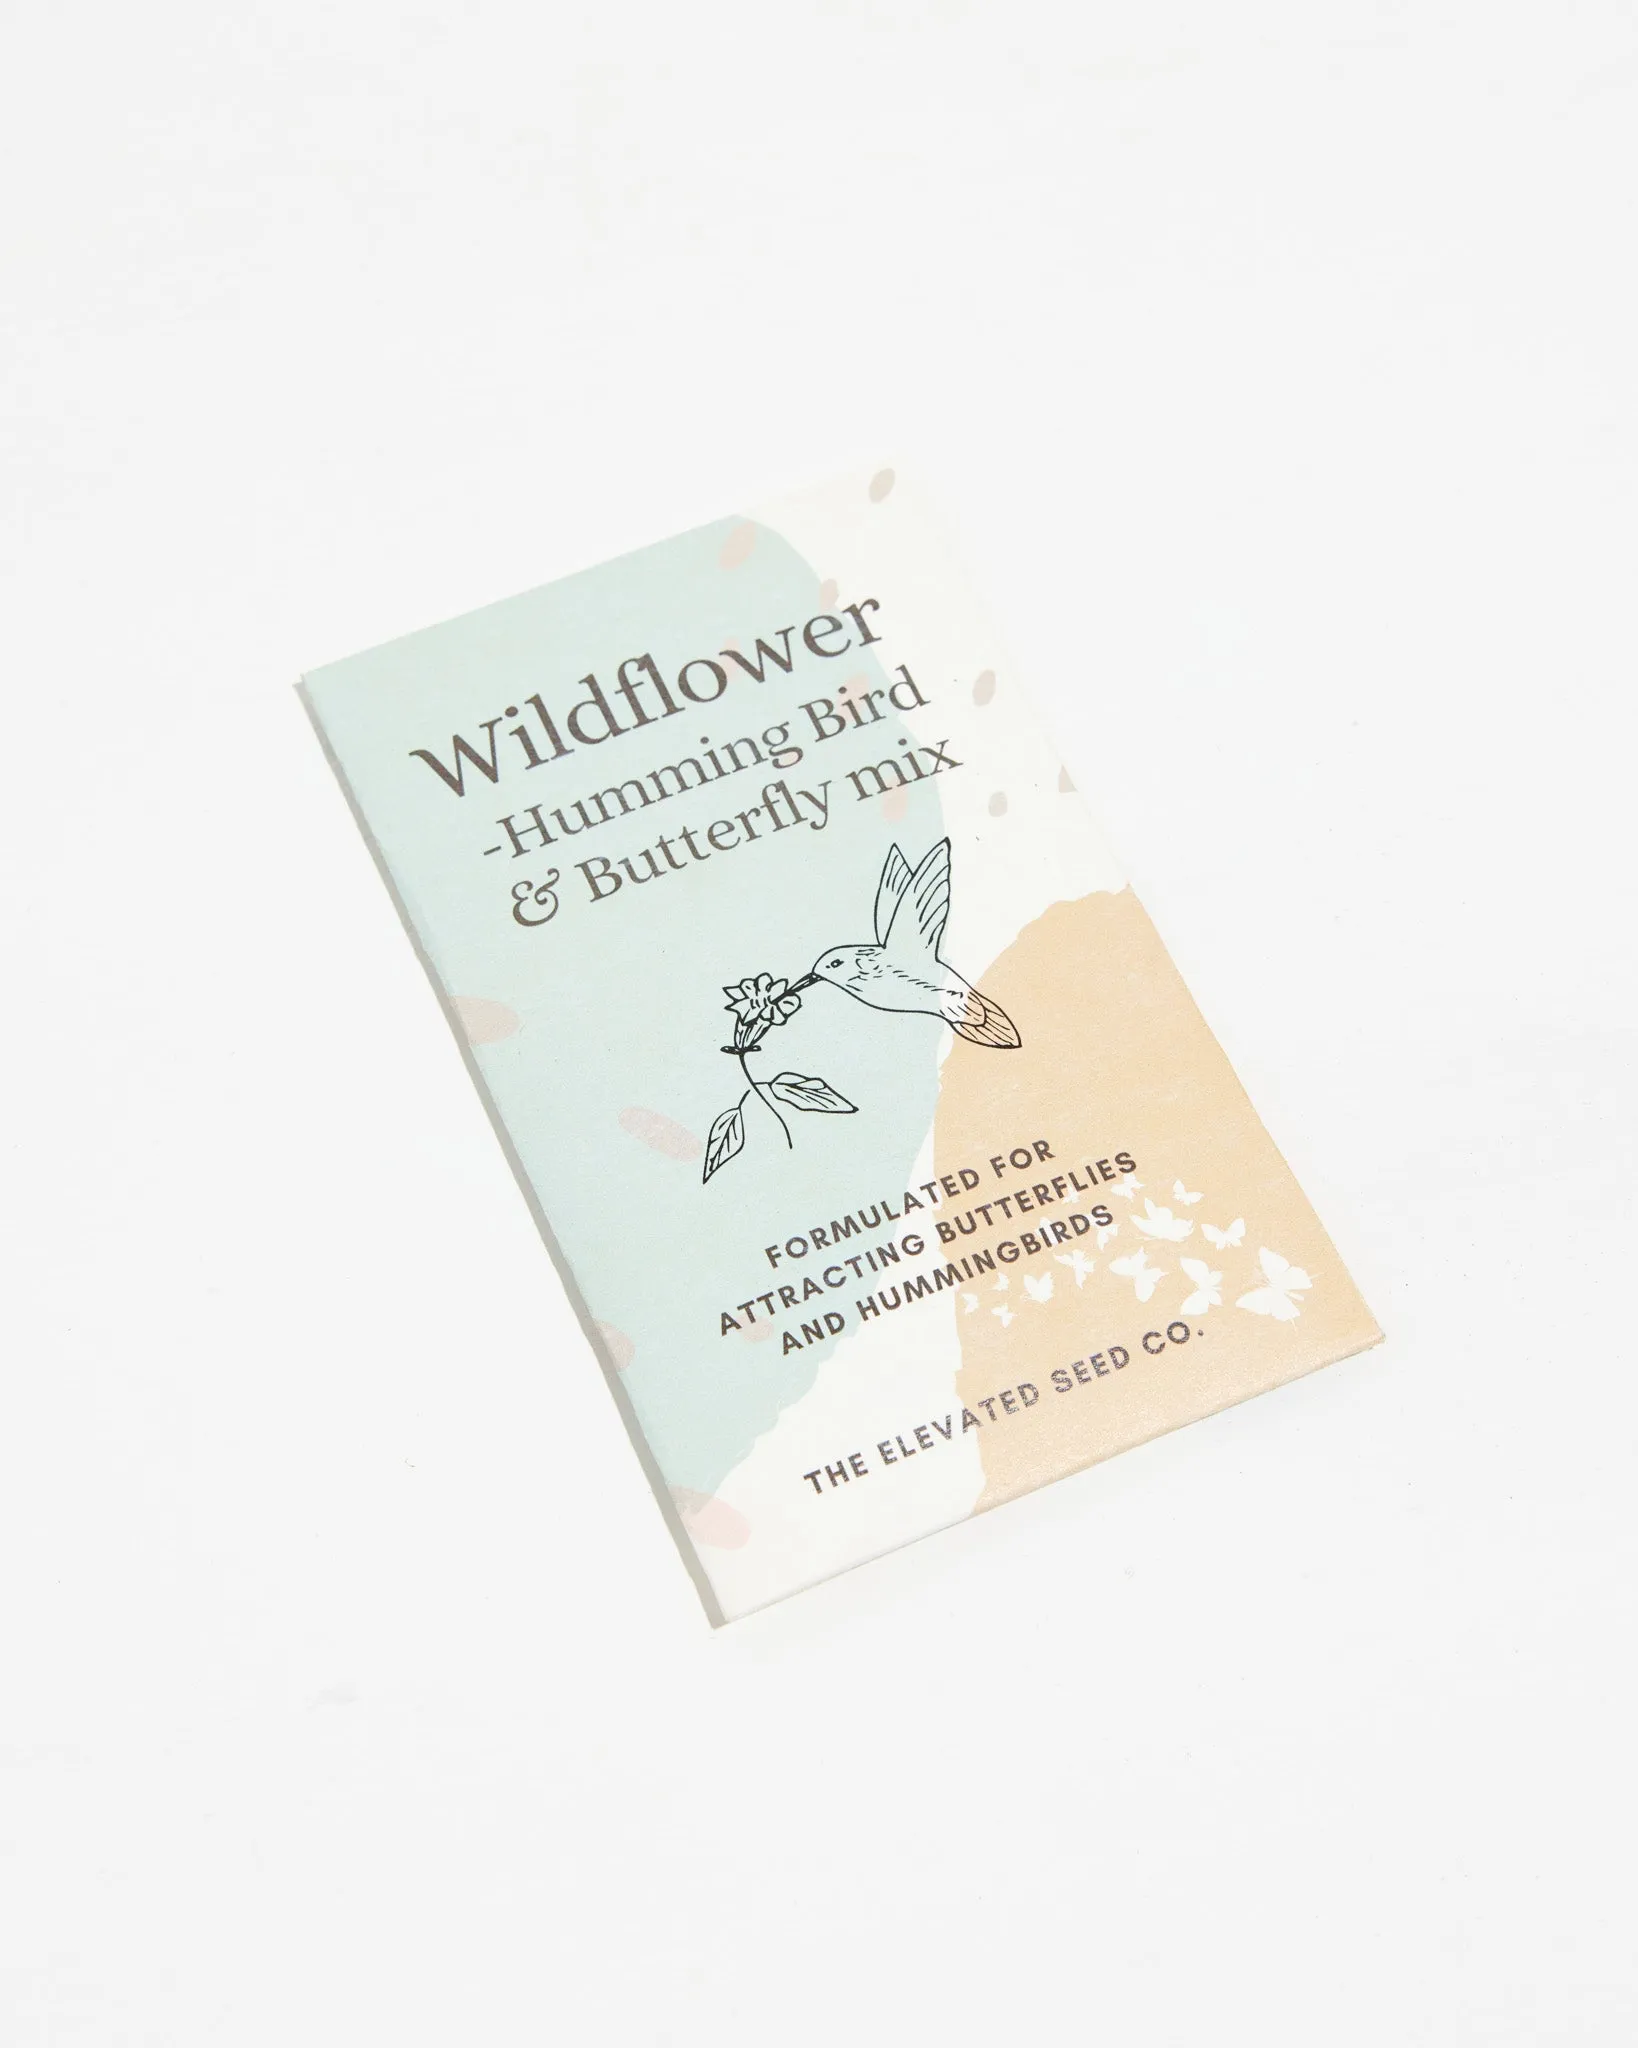 Wildflower
-Humming Bird
& Butterfly mix
FORMULATED FOR
ATTRACTING BUTTERFLIES
AND HUMMINGBIRDS
THE ELEVATED SEED CO.